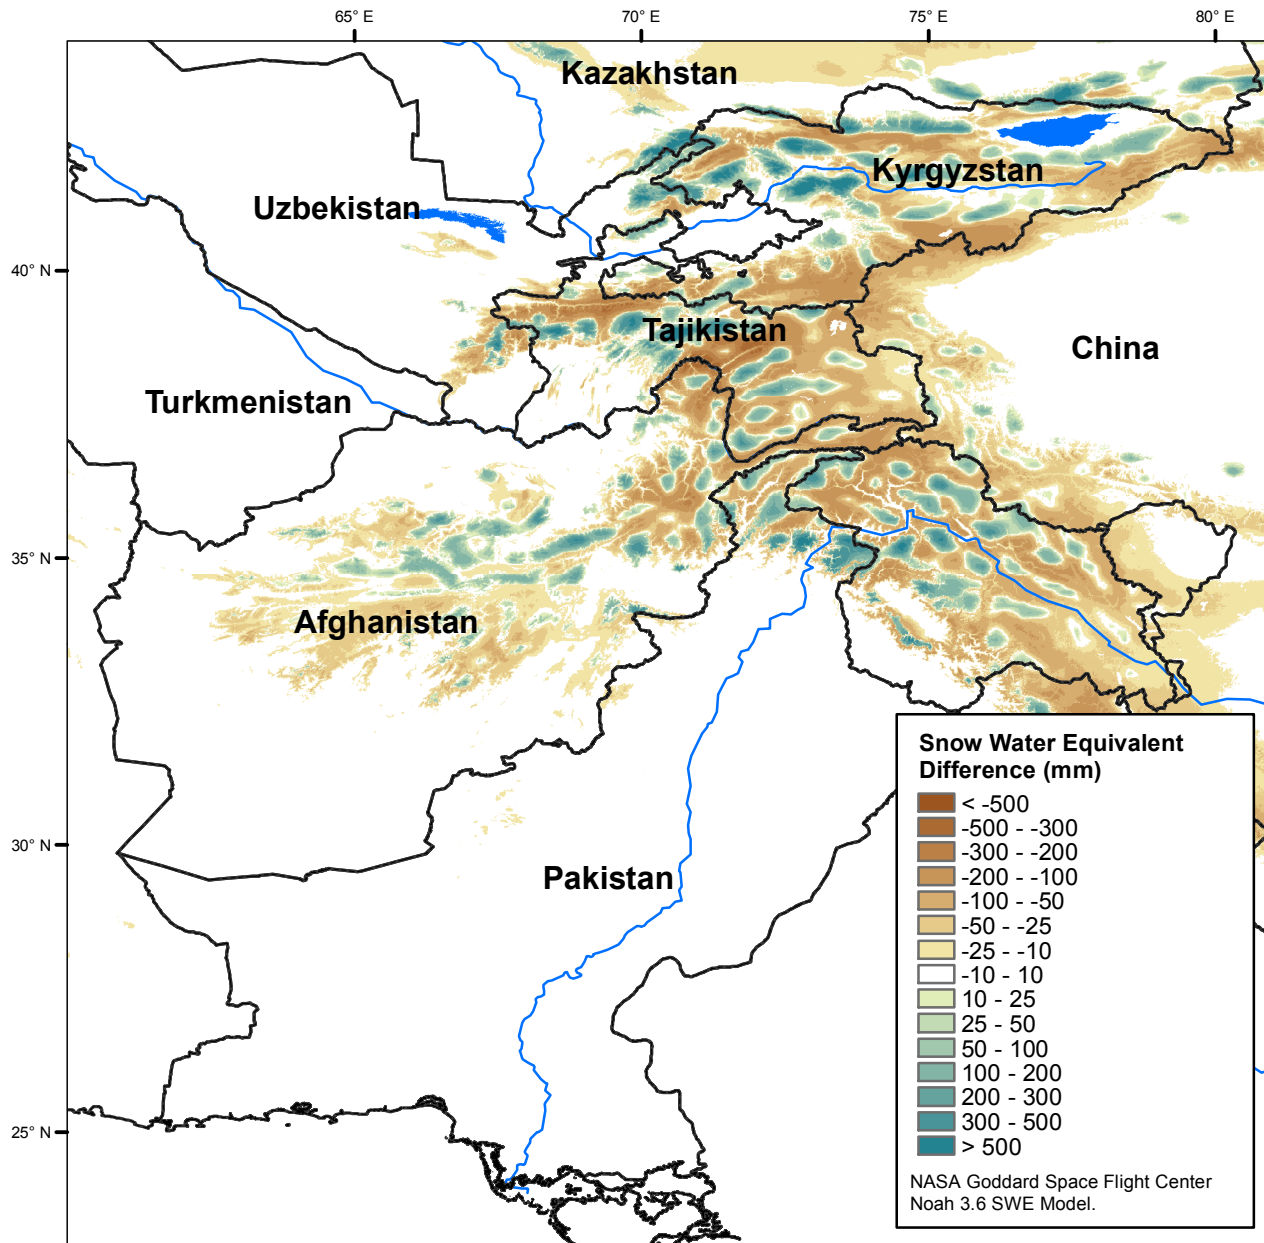 65° E
70° E
75° E
80° E
Kazakhstan
Kyrgyzstan
Uzbekistan
40° N
Tajikistan
China
Turkmenistan
35° N
Afghanistan
30° N
Pakistan
25° N
Snow Water Equivalent
Difference (mm)
< -500
-500 - -300
-300 - -200
-200 - -100
-100 - -50
-50 - -25
-25 - -10
-10 - 10
10 - 25
25 - 50
50 - 100
100 - 200
200 - 300
300 - 500
> 500
NASA Goddard Space Flight Center
Noah 3.6 SWE Model.